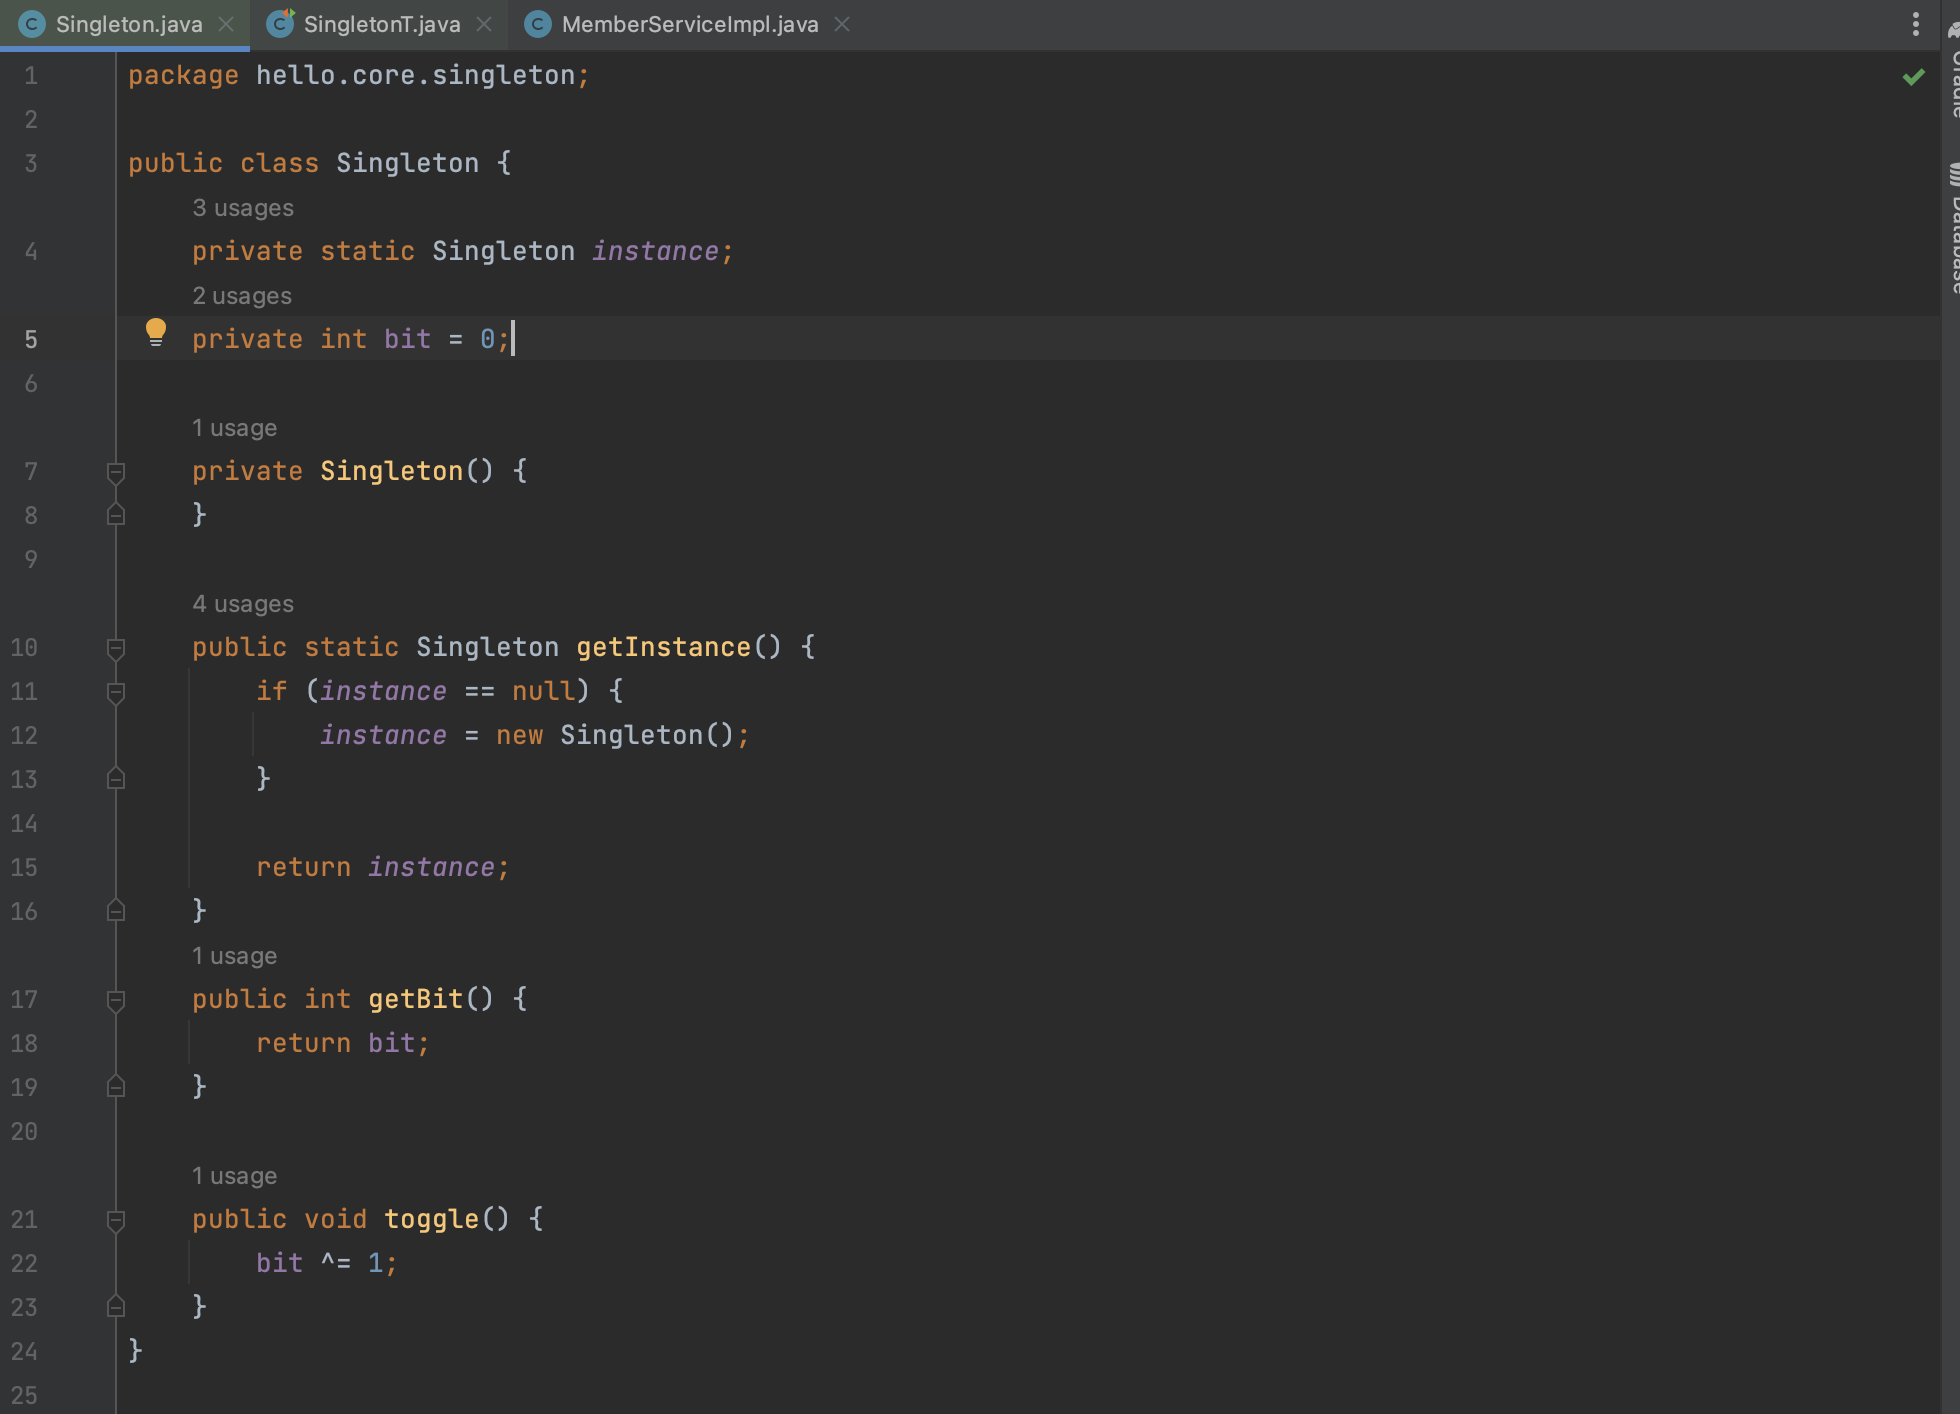 Singleton.java SingletonT.java MemberServiceImpl.java
1 package hello.core.singleton;
2
3 public class Singleton {
3 usages
4 private static Singleton instance;
2 usages
5 private int bit = 0;
6
1 usage
7 private Singleton() {
8 }
9
4 usages
10 public static Singleton getInstance() {
11 if (instance == null) {
12 instance = new Singleton();
13 }
14
15 return instance;
16 }
1 usage
17 public int getBit() {
18 return bit;
19 }
20
1 usage
21 public void toggle() {
22 bit ^= 1;
23 }
24 }
25
Gradle
Database